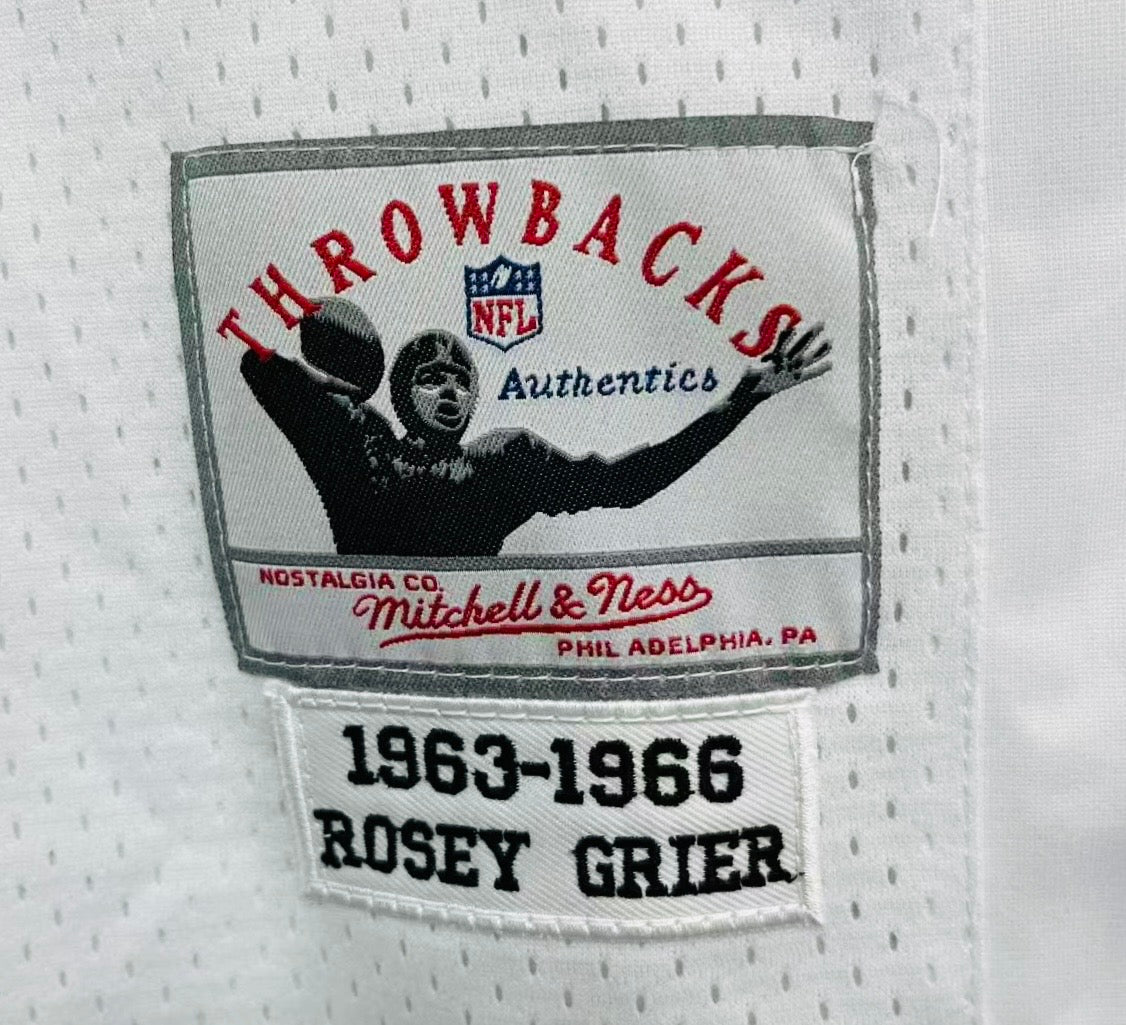 THROWBACKS
NFL
Authentics
NOSTALGIA CO.
Mitchell & Ness
PHILADELPHIA, PA
1963-1966
ROSEY GRIER